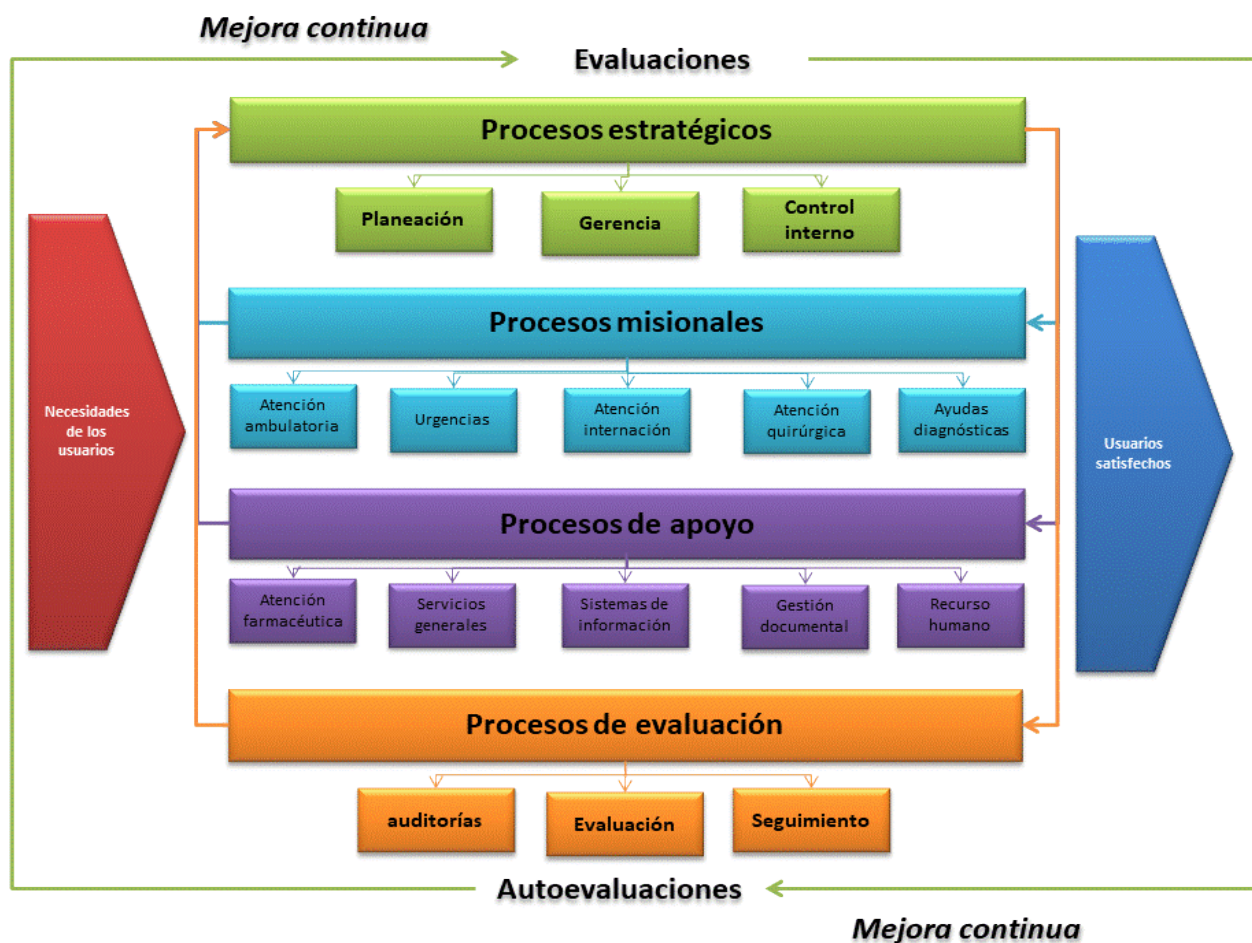 Mejora continua
Evaluaciones
Procesos estratégicos
Planeación
Gerencia
Control
interno
Procesos misionales
Atención
ambulatoria
Urgencias
Atención
internación
Atención
quirúrgica
Ayudas
diagnósticas
Necesidades
de los
usuarios
Usuarios
satisfechos
Procesos de apoyo
Atención
farmacéutica
Servicios
generales
Sistemas de
información
Gestión
documental
Recurso
humano
Procesos de evaluación
auditorías
Evaluación
Seguimiento
Autoevaluaciones
Mejora continua